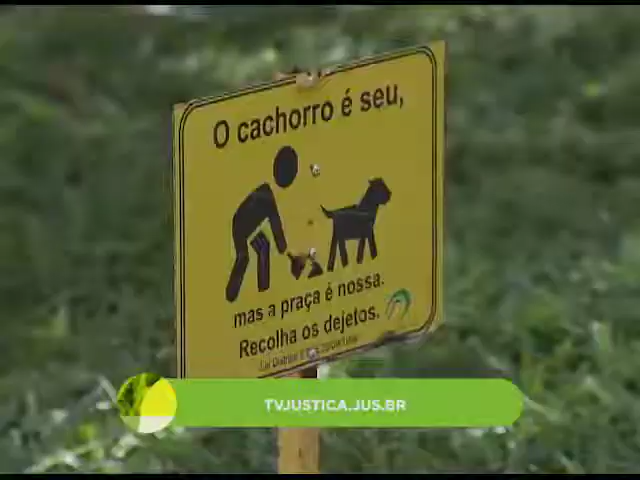 O cachorro é seu,
mas a praça é nossa.
Recolha os dejetos.
TVJUSTICA.JUS.BR